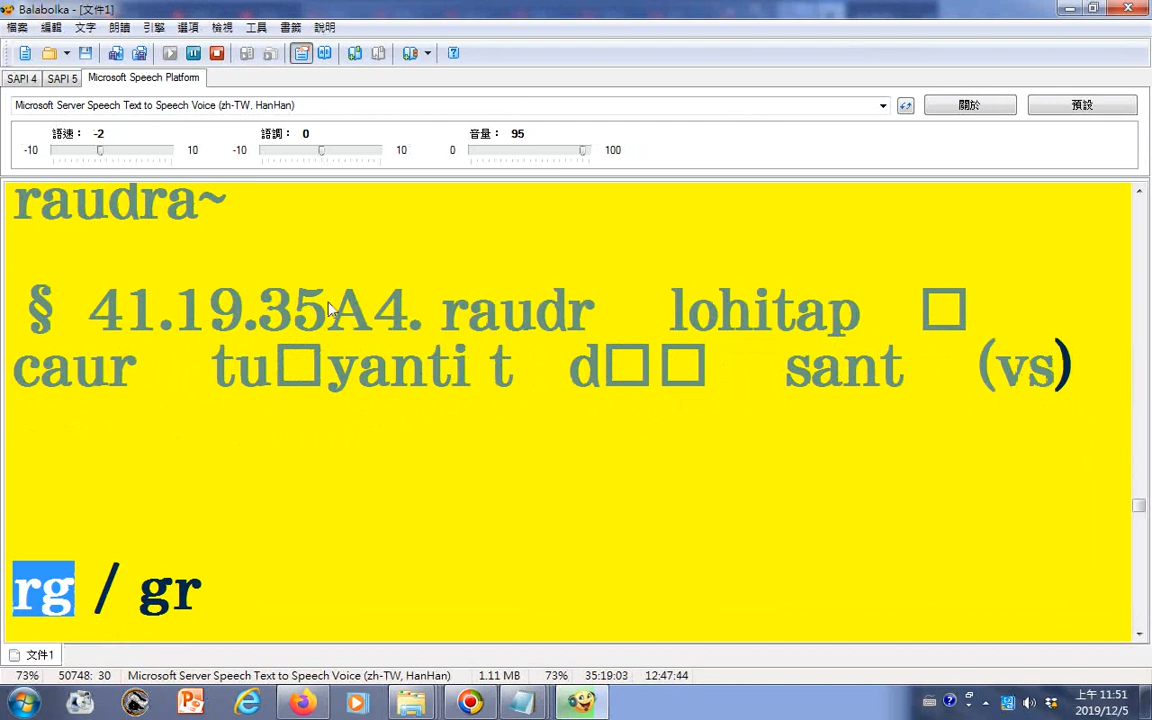 Balabolka - [文件1]
檔案 編輯 文字 朗讀 引擎 選項 檢視 工具 書籤 說明
SAPI 4 SAPI 5 Microsoft Speech Platform
Microsoft Server Speech Text to Speech Voice (zh-TW, HanHan) 關於 預設
語速： -2 語調： 0 音量： 95
-10 10 -10 10 0 100
raudra~
§ 41.19.35A4. raudr lohitap □
caur tu□yanti t d□□ sant (vs)
rg / gr
文件1
73% 50748: 30 Microsoft Server Speech Text to Speech Voice (zh-TW, HanHan) 1.11 MB 73% 35:19:03 12:47:44
上午 11:51
2019/12/5